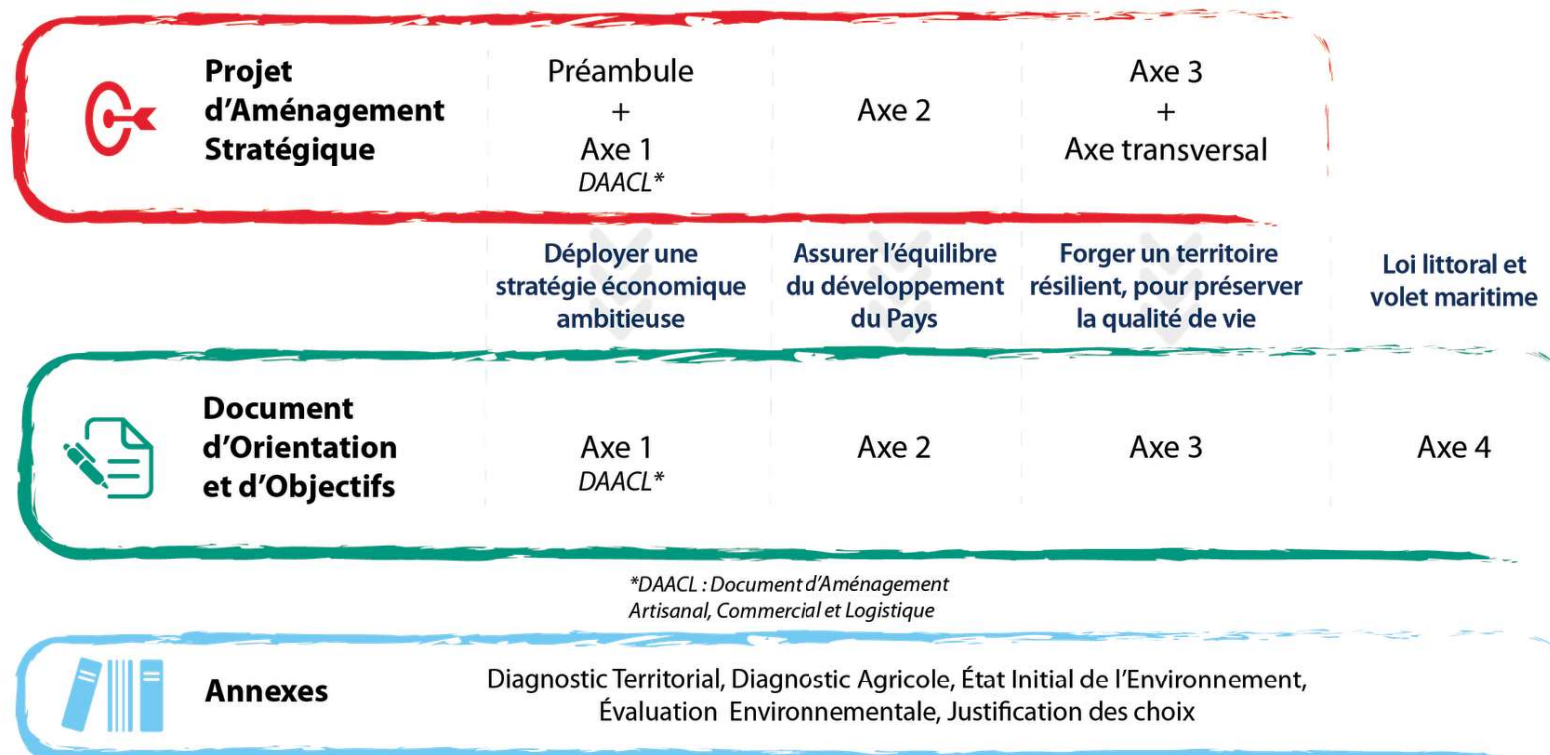 Projet
d'Aménagement
Stratégique
Préambule
+
Axe 1
DAACL*
Axe 2
Axe 3
+
Axe transversal
Déployer une
stratégie économique
ambitieuse
Assurer l'équilibre
du développement
du Pays
Forger un territoire
résilient, pour préserver
la qualité de vie
Loi littoral et
volet maritime
Document
d'Orientation
et d'Objectifs
Axe 1
DAACL*
Axe 2
Axe 3
Axe 4
*DAACL : Document d'Aménagement
Artisanal, Commercial et Logistique
Annexes
Diagnostic Territorial, Diagnostic Agricole, État Initial de l'Environnement,
Évaluation Environnementale, Justification des choix